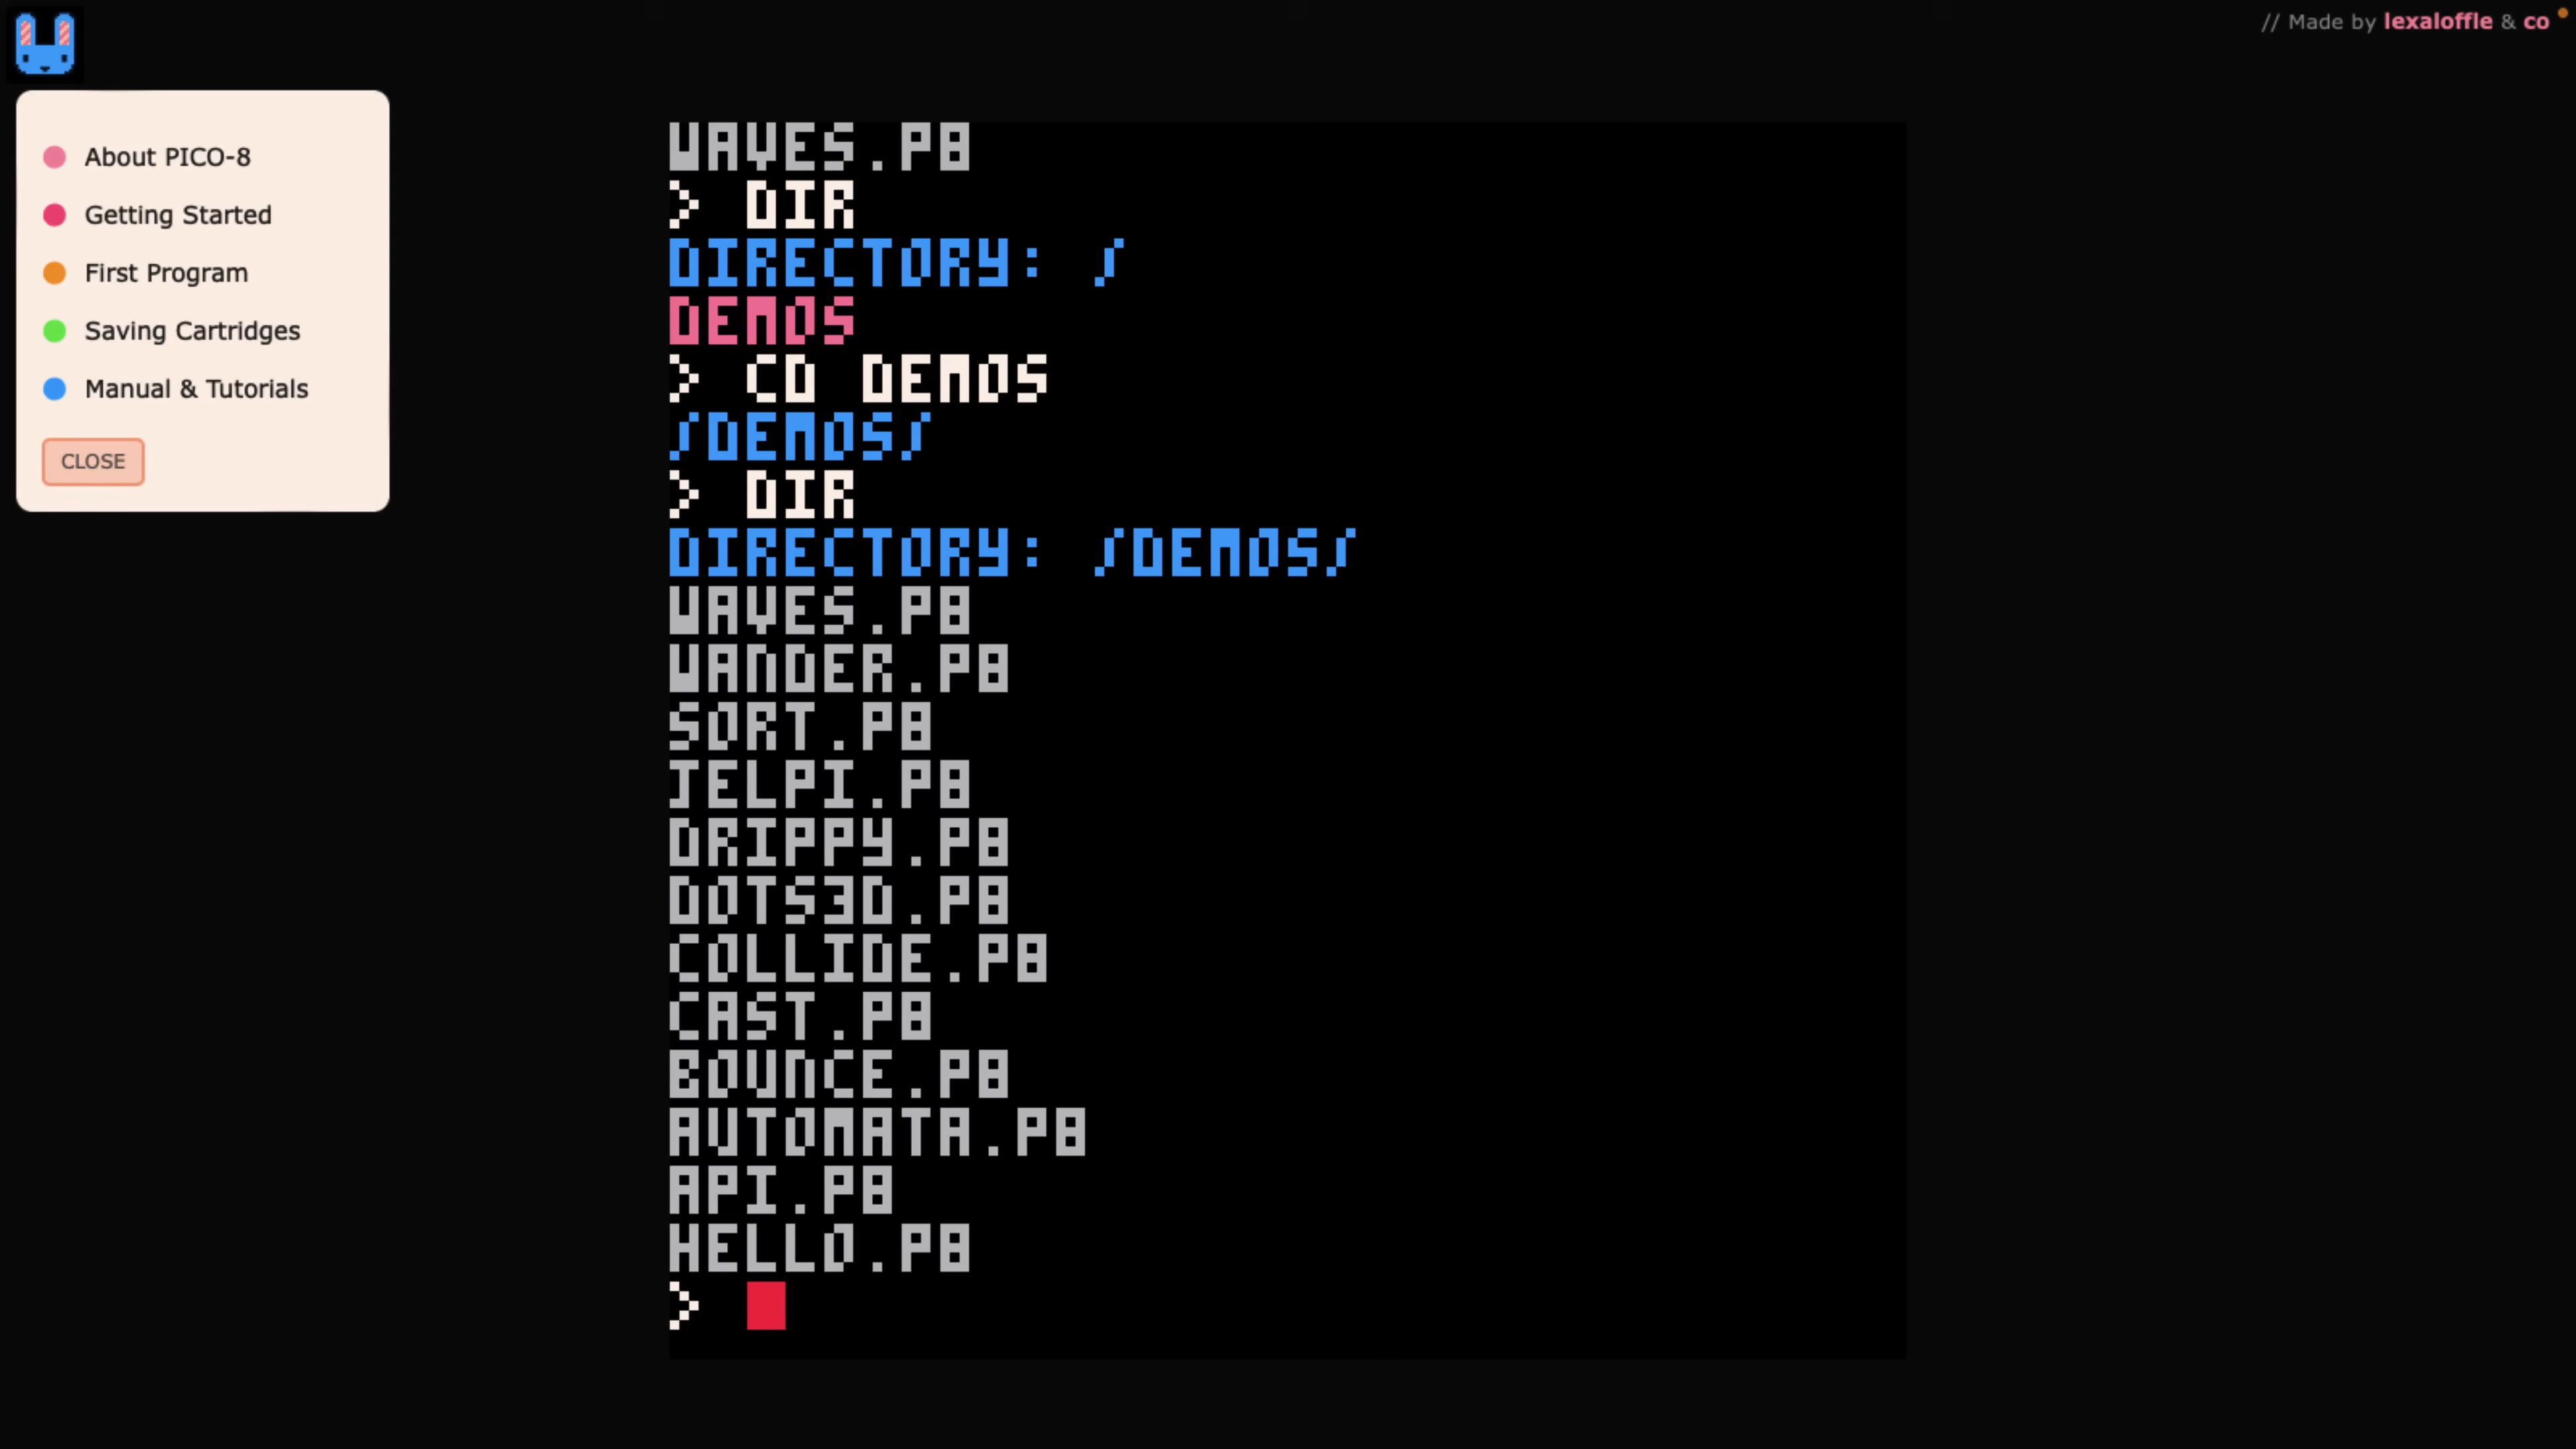 // Made by lexaloffle & co
About PICO-8
Getting Started
First Program
Saving Cartridges
Manual & Tutorials
CLOSE
WAVES.P8
> DIR
DIRECTORY: /
DEMOS
> CD DEMOS
/DEMOS/
> DIR
DIRECTORY: /DEMOS/
WAVES.P8
WANDER.P8
SORT.P8
JELPI.P8
DRIPPY.P8
DOTS3D.P8
COLLIDE.P8
CAST.P8
BOUNCE.P8
AUTOMATA.P8
API.P8
HELLO.P8
>